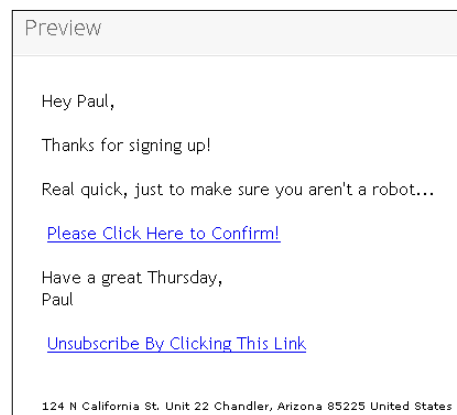 Preview
Hey Paul,
Thanks for signing up!
Real quick, just to make sure you aren't a robot...
Please Click Here to Confirm!
Have a great Thursday,
Paul
Unsubscribe By Clicking This Link
124 N California St. Unit 22 Chandler, Arizona 85225 United States